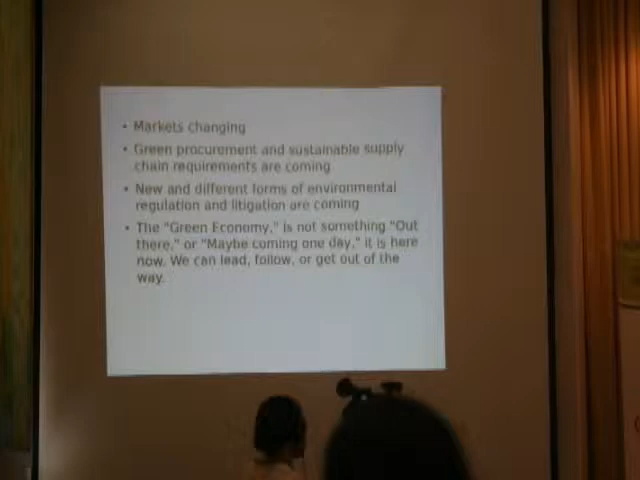 • Markets changing
• Green procurement and sustainable supply
chain requirements are coming
• New and different forms of environmental
regulation and litigation are coming
• The "Green Economy," is not something "Out
there," or "Maybe coming one day," it is here
now. We can lead, follow, or get out of the
way.